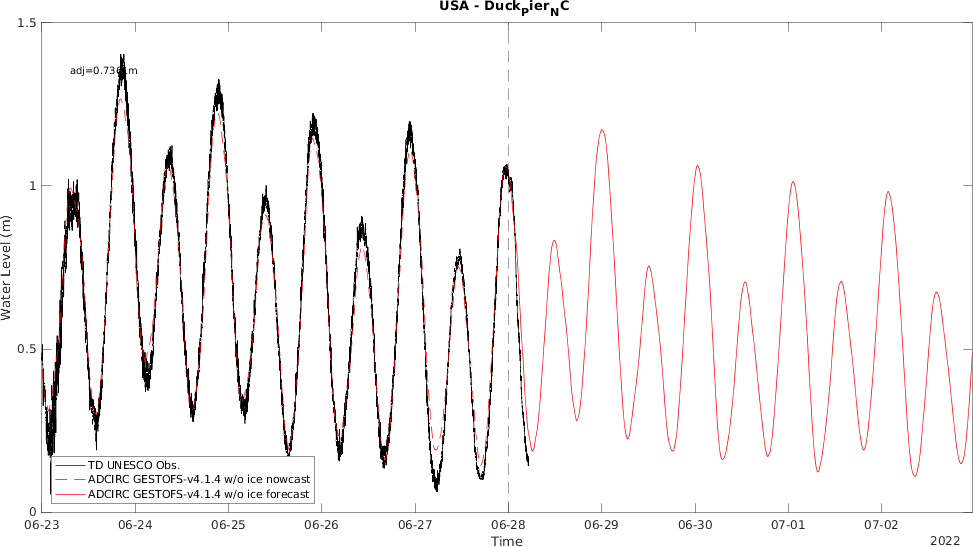 USA - DuckPierNC
1.5
adj=0.7361m
1
Water Level (m)
0.5
TD UNESCO Obs.
ADCIRC GESTOFS-v4.1.4 w/o ice nowcast
ADCIRC GESTOFS-v4.1.4 w/o ice forecast
0
06-23 06-24 06-25 06-26 06-27 06-28 06-29 06-30 07-01 07-02
Time
2022